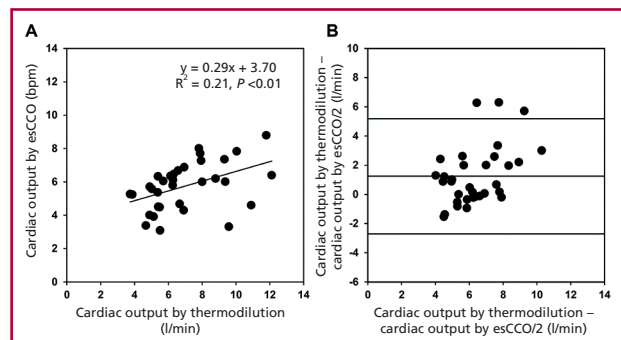 A
Cardiac output by esCCO (bpm)
14
12
10
8
6
4
2
0
y = 0.29x + 3.70
R² = 0.21, P <0.01
0 2 4 6 8 10 12 14
Cardiac output by thermodilution
(l/min)
B
Cardiac output by thermodilution –
cardiac output by esCCO/2 (l/min)
10
8
6
4
2
0
-2
-4
0 2 4 6 8 10 12 14
Cardiac output by thermodilution –
cardiac output by esCCO/2 (l/min)